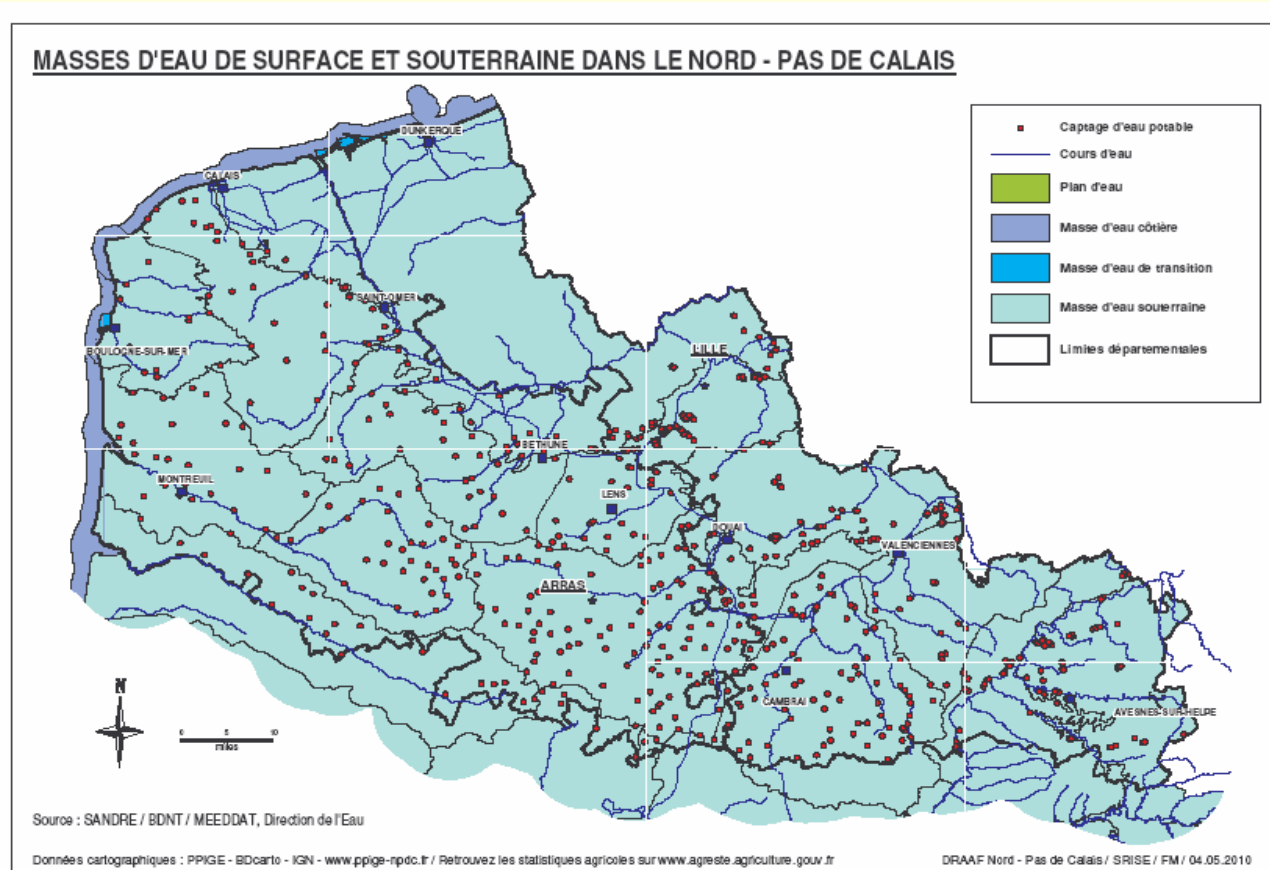 MASSES D'EAU DE SURFACE ET SOUTERRAINE DANS LE NORD - PAS DE CALAIS
Captage d'eau potable
Cours d'eau
Plan d'eau
Masse d'eau côtière
Masse d'eau de transition
Masse d'eau souterraine
Limites départementales
DUNKERQUE
CALAIS
SAINT-OMER
BOULOGNE-SUR-MER
LILLE
BETHUNE
MONTREUIL
LENS
DOUAI
VALENCIENNES
ARRAS
CAMBRAI
AVESNES-SUR-HELPE
N
0 5 10
miles
Source : SANDRE / BDNT / MEEDDAT, Direction de l'Eau
Données cartographiques : PPIGE - BDcarto - IGN - www.ppige-npdc.fr / Retrouvez les statistiques agricoles sur www.agreste.agriculture.gouv.fr
DRAAF Nord - Pas de Calais / SRISE / FM / 04.05.2010